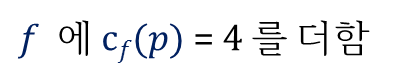 f 에 c_f(p) = 4 를 더함